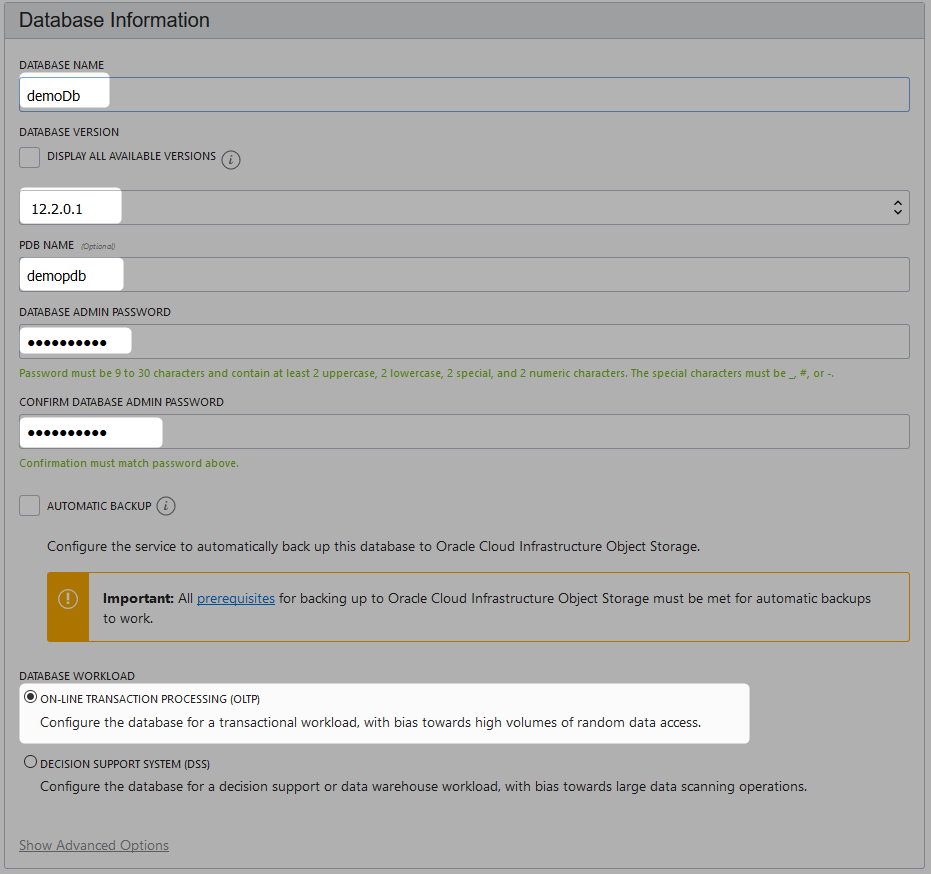 Database Information
DATABASE NAME
demoDb
DATABASE VERSION
DISPLAY ALL AVAILABLE VERSIONS i
12.2.0.1
PDB NAME (Optional)
demopdb
DATABASE ADMIN PASSWORD
••••••••••
Password must be 9 to 30 characters and contain at least 2 uppercase, 2 lowercase, 2 special, and 2 numeric characters. The special characters must be _, #, or -.
CONFIRM DATABASE ADMIN PASSWORD
••••••••••
Confirmation must match password above.
AUTOMATIC BACKUP i
Configure the service to automatically back up this database to Oracle Cloud Infrastructure Object Storage.
Important: All prerequisites for backing up to Oracle Cloud Infrastructure Object Storage must be met for automatic backups
to work.
DATABASE WORKLOAD
ON-LINE TRANSACTION PROCESSING (OLTP)
Configure the database for a transactional workload, with bias towards high volumes of random data access.
DECISION SUPPORT SYSTEM (DSS)
Configure the database for a decision support or data warehouse workload, with bias towards large data scanning operations.
Show Advanced Options